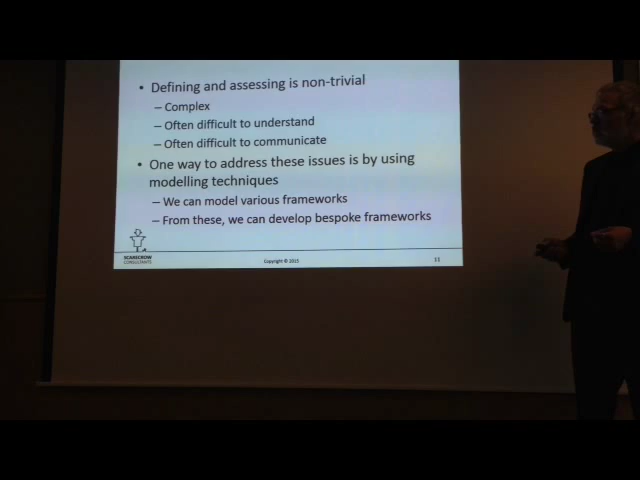 • Defining and assessing is non-trivial
– Complex
– Often difficult to understand
– Often difficult to communicate
• One way to address these issues is by using
modelling techniques
– We can model various frameworks
– From these, we can develop bespoke frameworks
SCARECROW
CONSULTANTS
Copyright © 2015
11